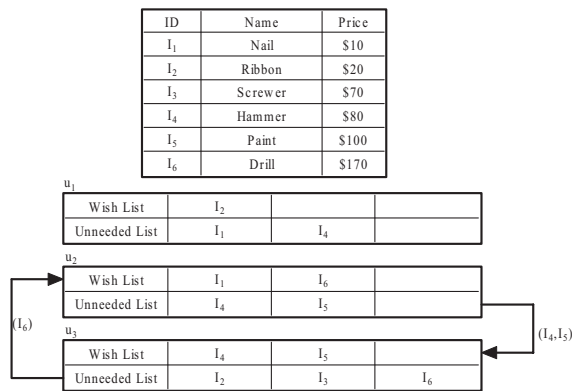 ID Name Price
I₁ Nail $10
I₂ Ribbon $20
I₃ Screwer $70
I₄ Hammer $80
I₅ Paint $100
I₆ Drill $170
u₁
Wish List I₂
Unneeded List I₁ I₄
u₂
Wish List I₁ I₆
Unneeded List I₄ I₅
(I₆)
(I₄,I₅)
u₃
Wish List I₄ I₅
Unneeded List I₂ I₃ I₆